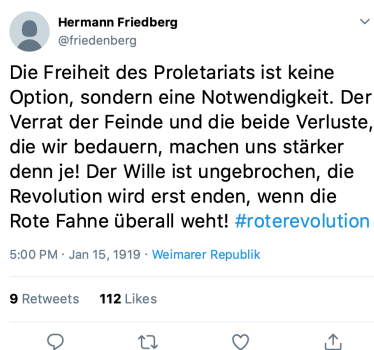 Hermann Friedberg
@friedenberg
Die Freiheit des Proletariats ist keine
Option, sondern eine Notwendigkeit. Der
Verrat der Feinde und die beide Verluste,
die wir bedauern, machen uns stärker
denn je! Der Wille ist ungebrochen, die
Revolution wird erst enden, wenn die
Rote Fahne überall weht! #roterevolution
5:00 PM · Jan 15, 1919 · Weimarer Republik
9 Retweets 112 Likes